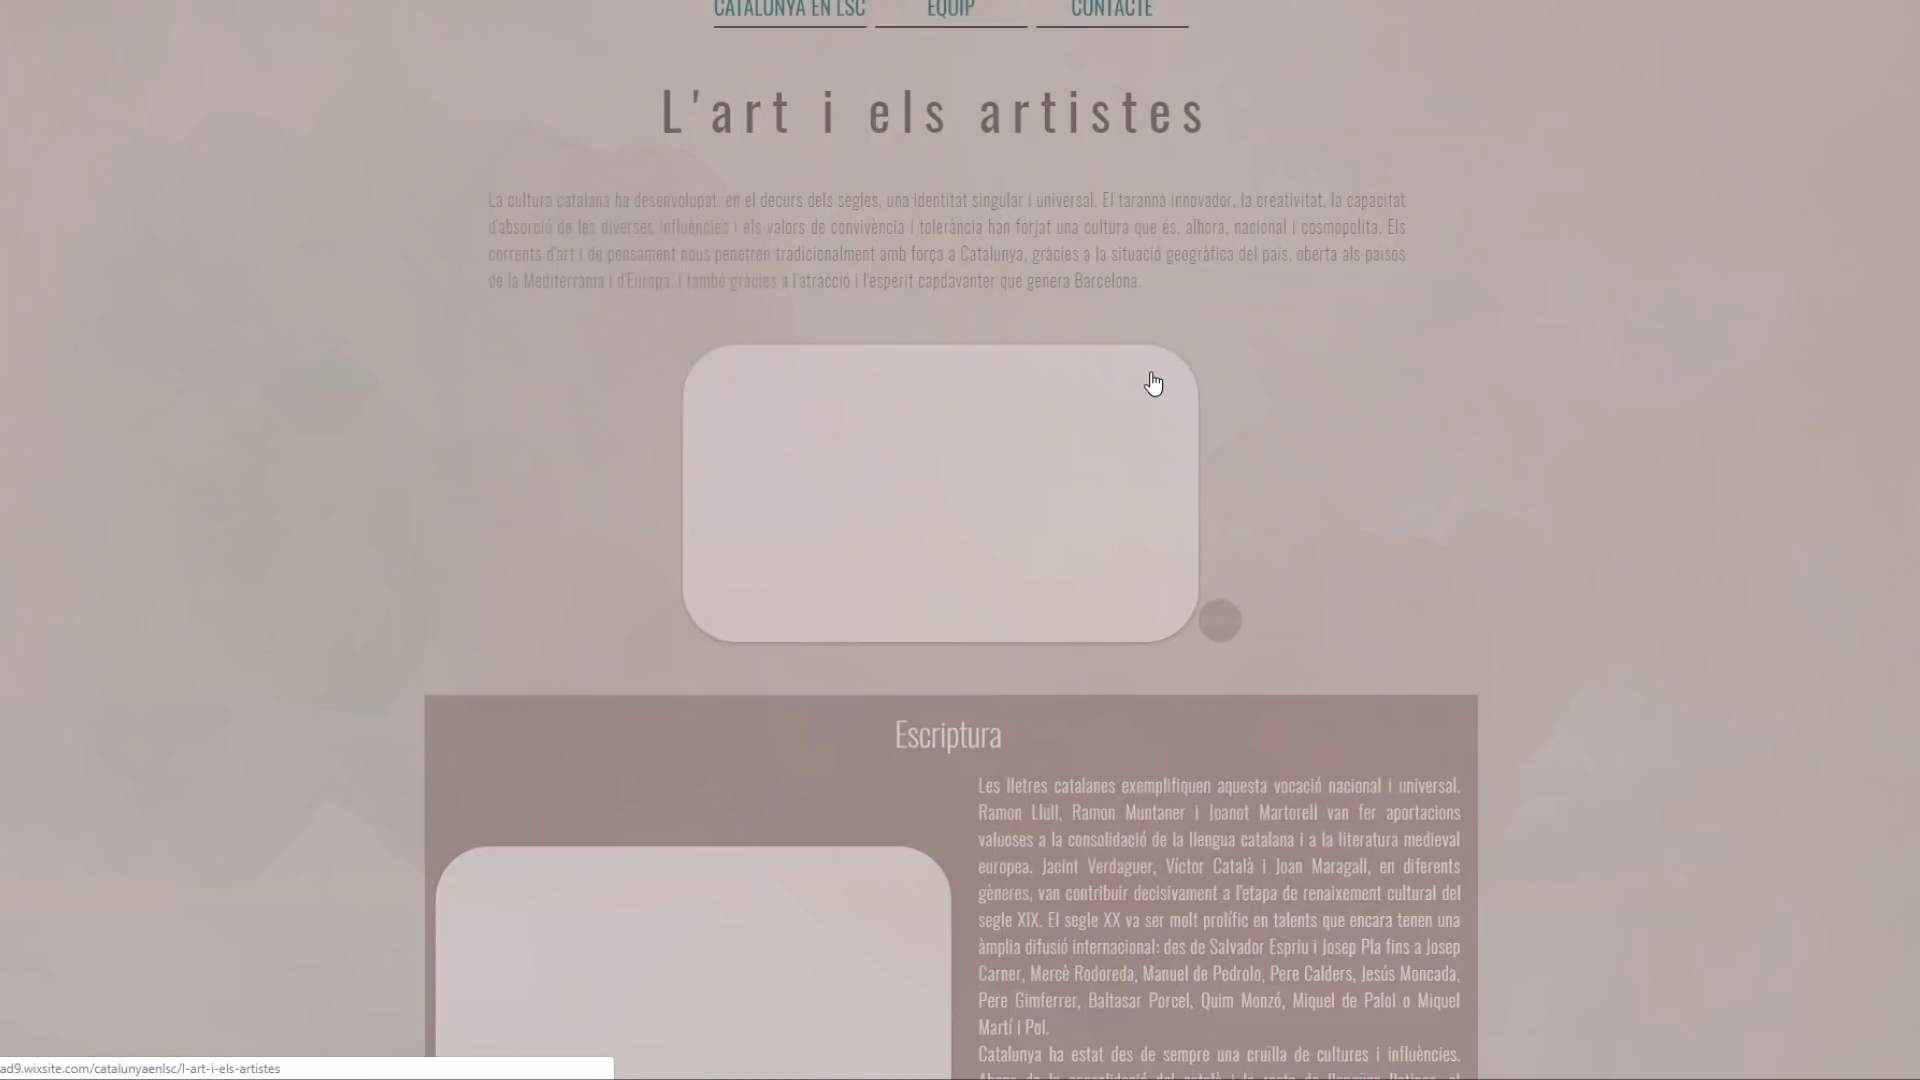 CATALUNYA EN LSC
EQUIP
CONTACTE
L'art i els artistes
La cultura catalana ha desenvolupat, en el decurs dels segles, una identitat singular i universal. El tarannà innovador, la creativitat, la capacitat
d'absorció de les diverses influències i els valors de convivència i tolerància han forjat una cultura que és, alhora, nacional i cosmopolita. Els
corrents d'art i de pensament nous penetren tradicionalment amb força a Catalunya, gràcies a la situació geogràfica del país, oberta als països
de la Mediterrània i d'Europa, i també gràcies a l'atracció i l'esperit capdavanter que genera Barcelona.
Escriptura
Les lletres catalanes exemplifiquen aquesta vocació nacional i universal.
Ramon Llull, Ramon Muntaner i Joanot Martorell van fer aportacions
valuoses a la consolidació de la llengua catalana i a la literatura medieval
europea. Jacint Verdaguer, Víctor Català i Joan Maragall, en diferents
gèneres, van contribuir decisivament a l'etapa de renaixement cultural del
segle XIX. El segle XX va ser molt prolífic en talents que encara tenen una
àmplia difusió internacional: des de Salvador Espriu i Josep Pla fins a Josep
Carner, Mercè Rodoreda, Manuel de Pedrolo, Pere Calders, Jesús Moncada,
Pere Gimferrer, Baltasar Porcel, Quim Monzó, Miquel de Palol o Miquel
Martí i Pol.
Catalunya ha estat des de sempre una cruïlla de cultures i influències.
ad9.wixsite.com/catalunyaenlsc/l-art-i-els-artistes